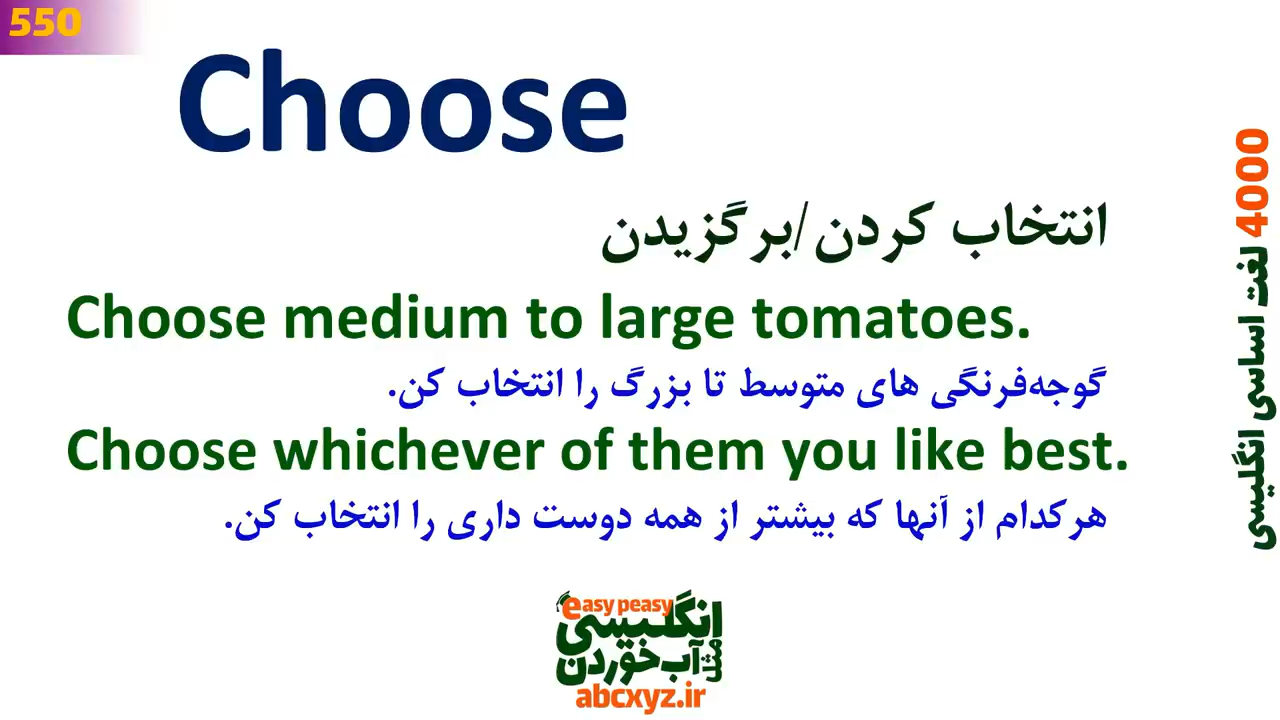 550
Choose
انتخاب کردن/برگزیدن
Choose medium to large tomatoes.
گوجه‌فرنگی های متوسط تا بزرگ را انتخاب کن.
Choose whichever of them you like best.
هرکدام از آنها که بیشتر از همه دوست داری را انتخاب کن.
4000 لغت اساسی انگلیسی
easy peasy
انگلیسی
مثل آب خوردن
abcxyz.ir